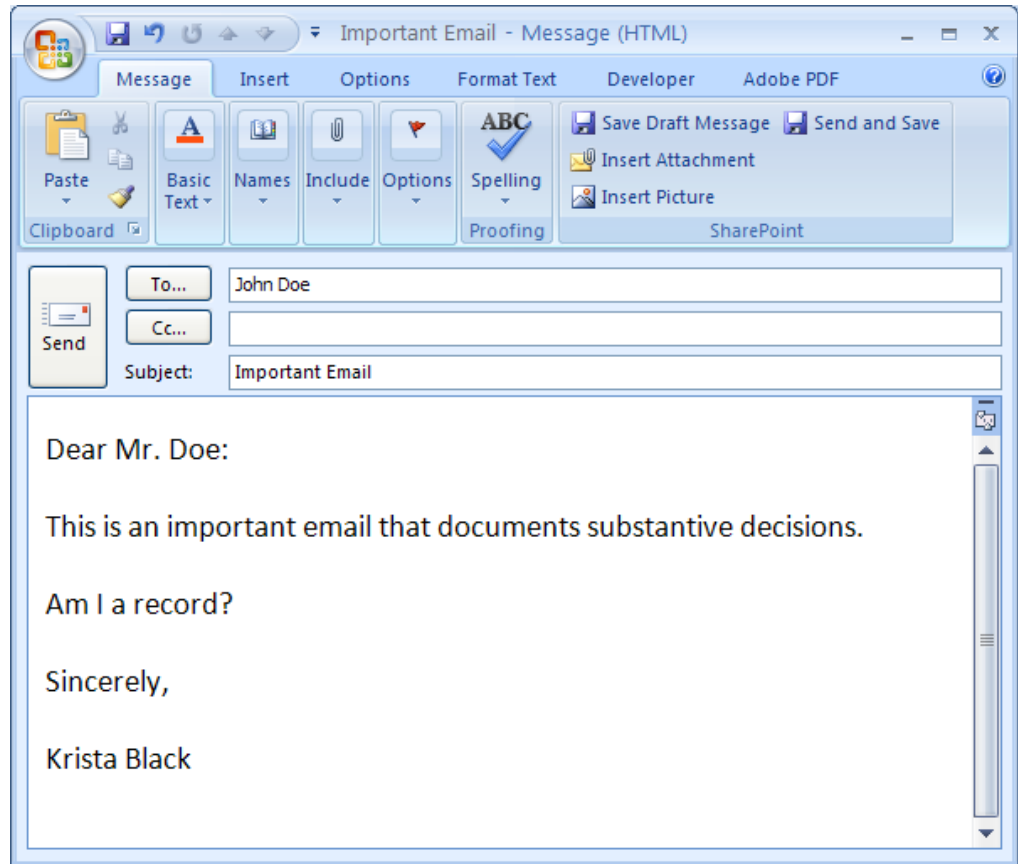 Important Email - Message (HTML)
Message Insert Options Format Text Developer Adobe PDF
ABC
Save Draft Message Send and Save
Insert Attachment
Paste Basic Text Names Include Options Spelling
Insert Picture
Clipboard Proofing SharePoint
To... John Doe
Cc...
Send
Subject: Important Email
Dear Mr. Doe:
This is an important email that documents substantive decisions.
Am I a record?
Sincerely,
Krista Black